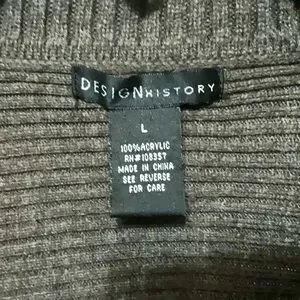 DESIGNHISTORY
L
100% ACRYLIC
RN#108357
MADE IN CHINA
SEE REVERSE
FOR CARE